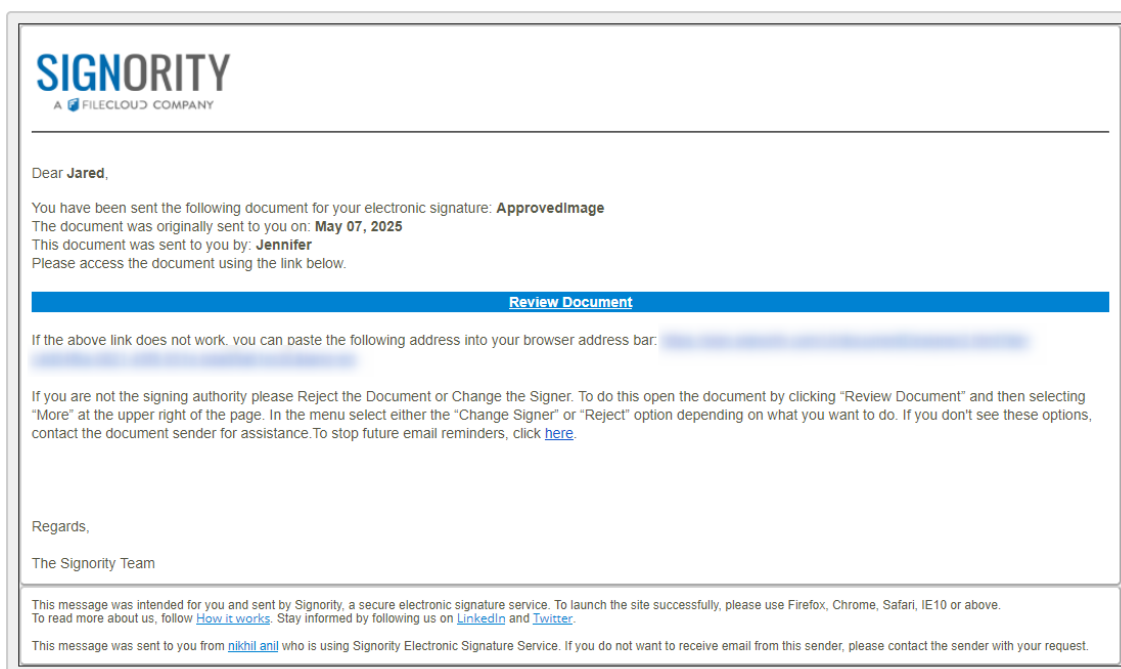 SIGNORITY
A FILECLOUD COMPANY
Dear Jared,
You have been sent the following document for your electronic signature: ApprovedImage
The document was originally sent to you on: May 07, 2025
This document was sent to you by: Jennifer
Please access the document using the link below.
Review Document
If the above link does not work, you can paste the following address into your browser address bar:
If you are not the signing authority please Reject the Document or Change the Signer. To do this open the document by clicking “Review Document” and then selecting
“More” at the upper right of the page. In the menu select either the “Change Signer” or “Reject” option depending on what you want to do. If you don't see these options,
contact the document sender for assistance.To stop future email reminders, click here.
Regards,
The Signority Team
This message was intended for you and sent by Signority, a secure electronic signature service. To launch the site successfully, please use Firefox, Chrome, Safari, IE10 or above.
To read more about us, follow How it works. Stay informed by following us on LinkedIn and Twitter.
This message was sent to you from nikhil anil who is using Signority Electronic Signature Service. If you do not want to receive email from this sender, please contact the sender with your request.